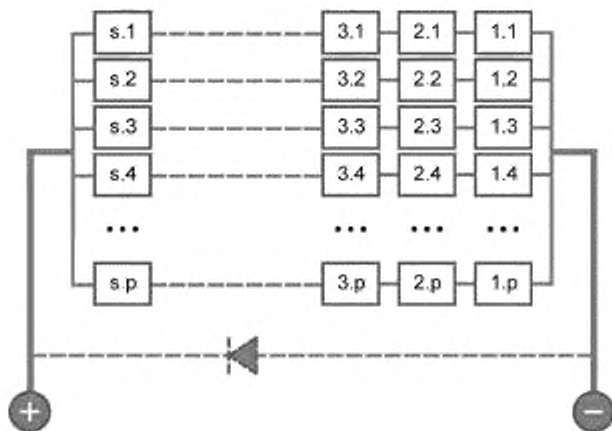 s.1 3.1 2.1 1.1
s.2 3.2 2.2 1.2
s.3 3.3 2.3 1.3
s.4 3.4 2.4 1.4
... ... ... ...
s.p 3.p 2.p 1.p
+ −